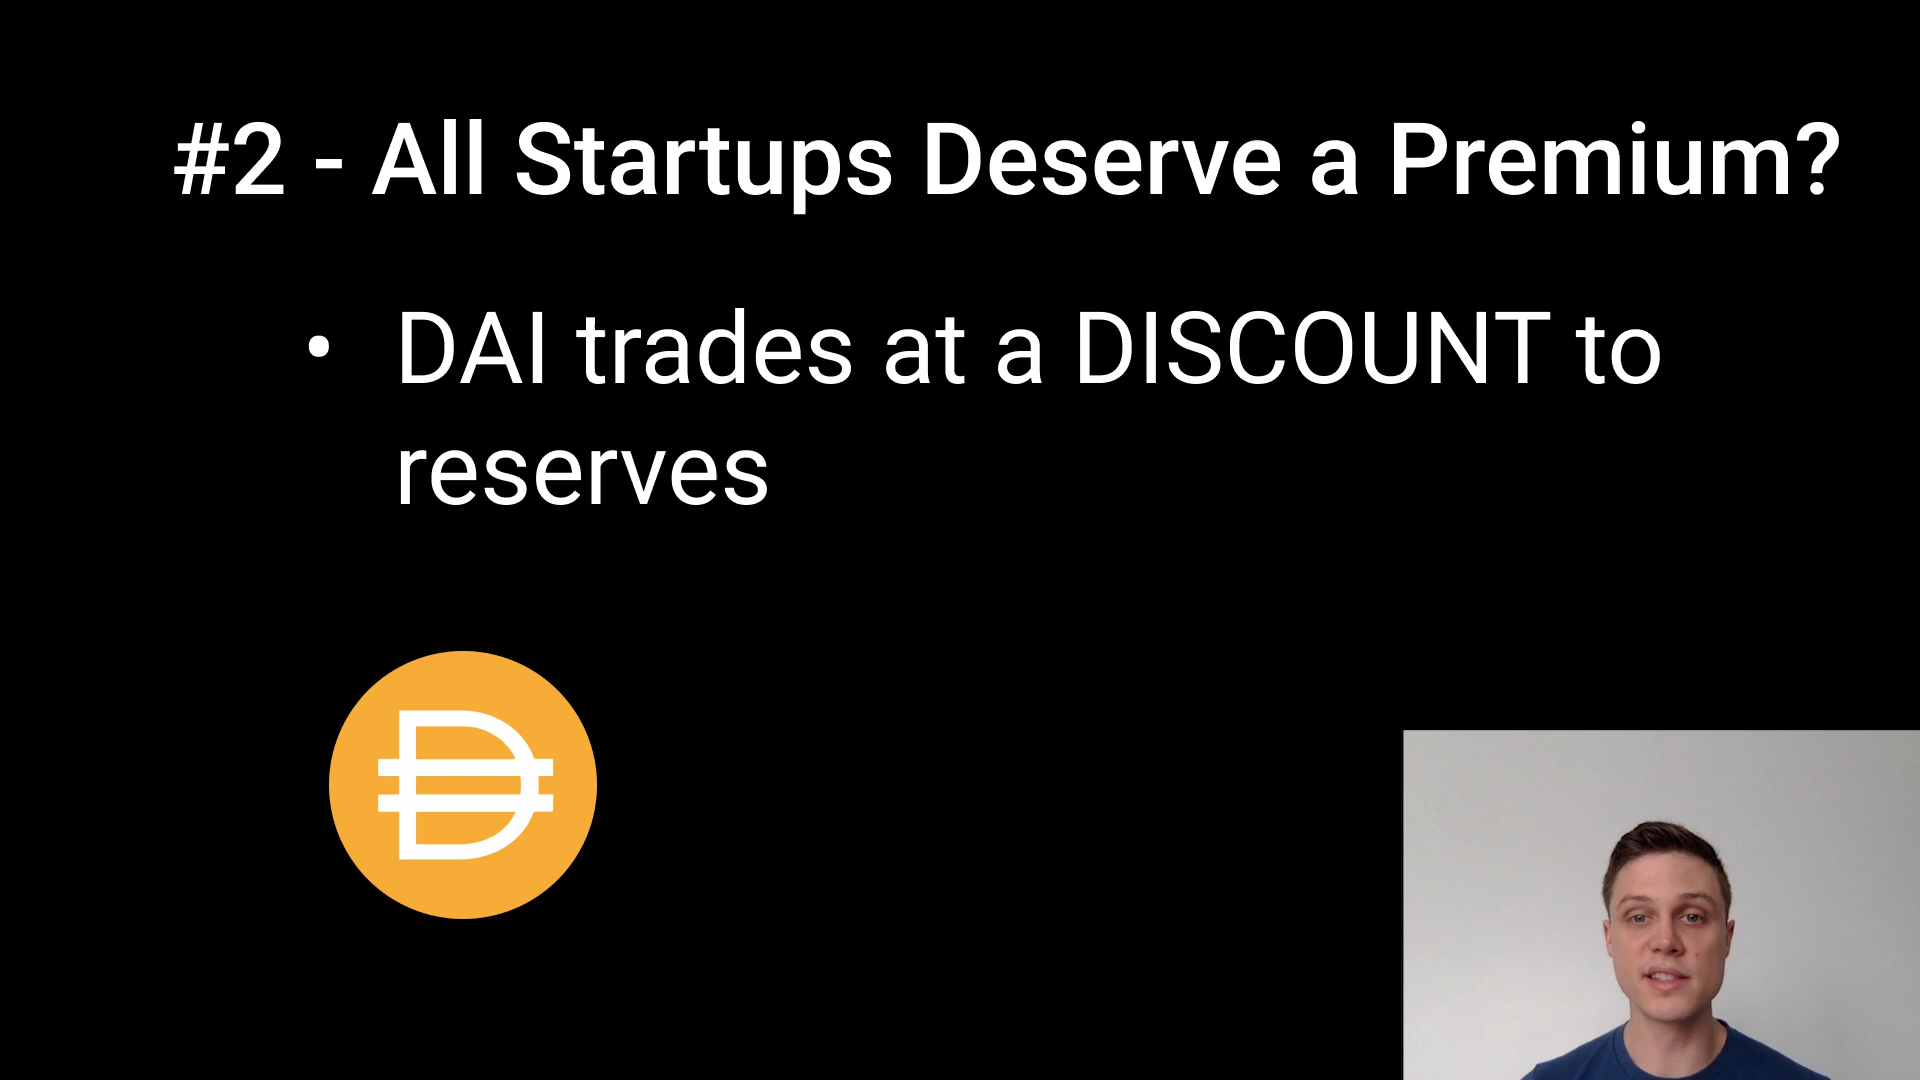 #2 - All Startups Deserve a Premium?
• DAI trades at a DISCOUNT to
reserves